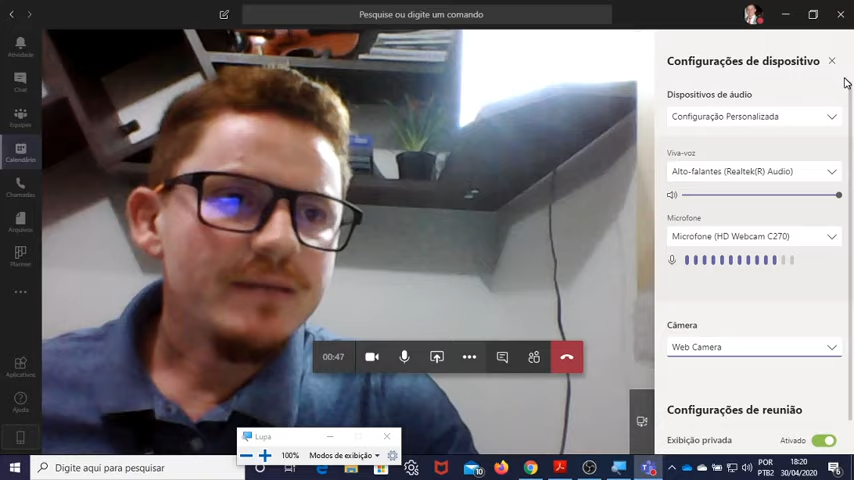 Pesquise ou digite um comando
Atividade
Chat
Equipes
Calendário
Chamadas
Arquivos
Planner
Aplicativos
Ajuda
Configurações de dispositivo
Dispositivos de áudio
Configuração Personalizada
Viva-voz
Alto-falantes (Realtek(R) Audio)
Microfone
Microfone (HD Webcam C270)
Câmera
Web Camera
Configurações de reunião
Exibição privada
Ativado
00:47
Lupa
100%
Modos de exibição
Digite aqui para pesquisar
10
POR
PTB2
18:20
30/04/2020